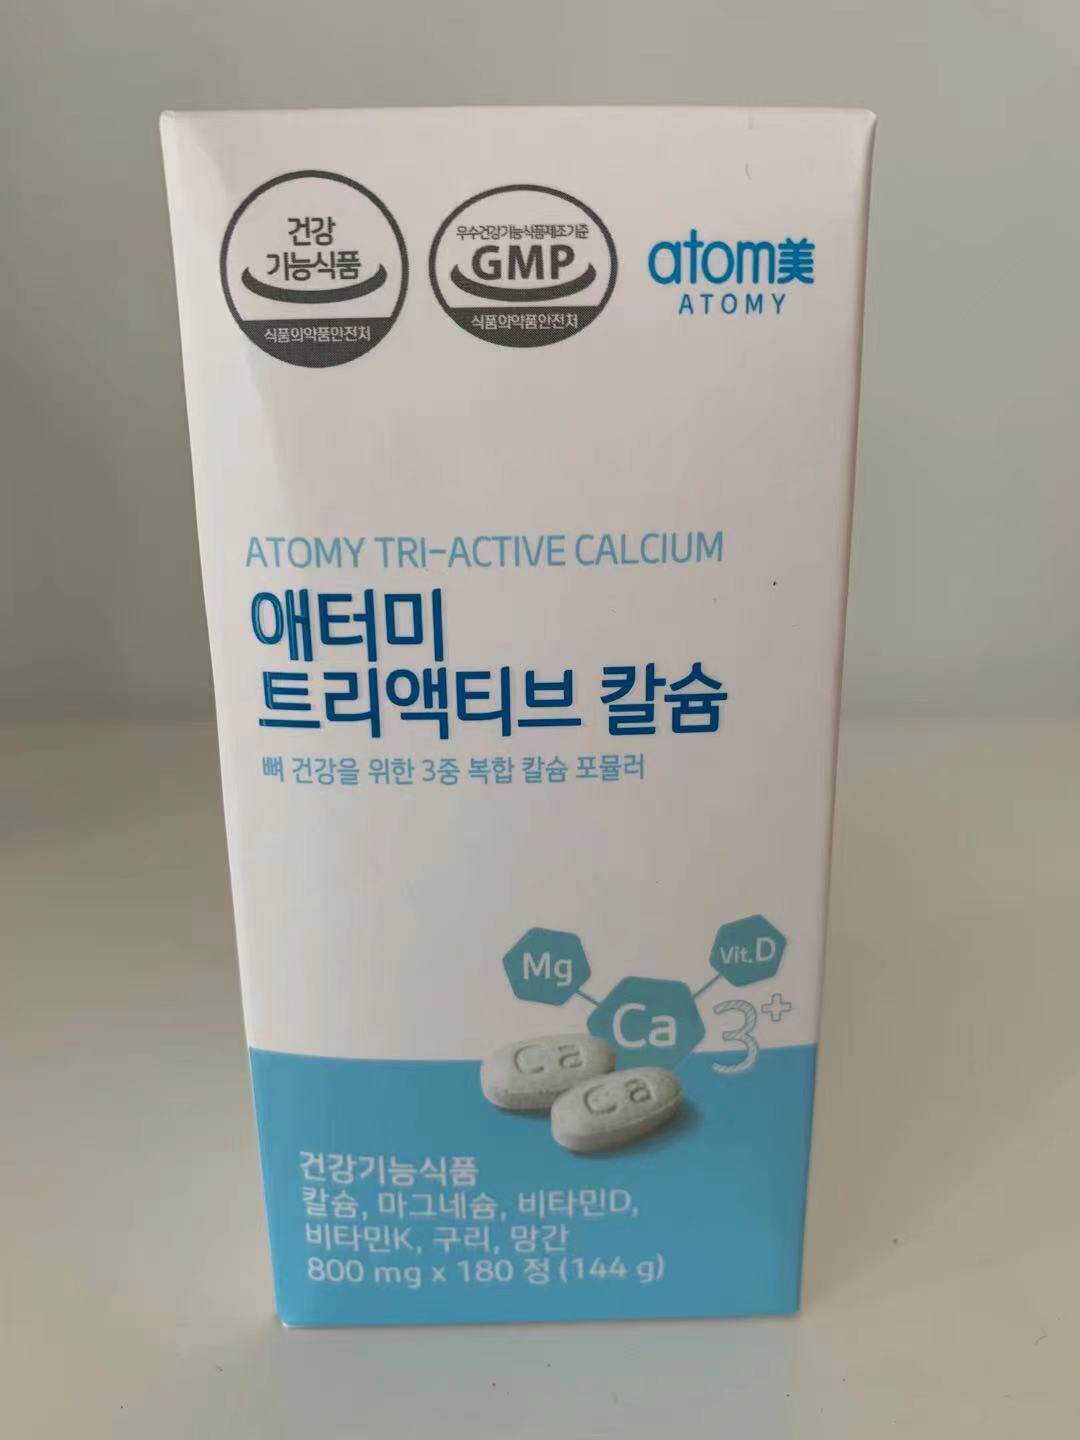 건강
기능식품
식품의약품안전처
우수건강기능식품제조기준
GMP
식품의약품안전처
atom美
ATOMY
ATOMY TRI-ACTIVE CALCIUM
애터미
트리액티브 칼슘
뼈 건강을 위한 3중 복합 칼슘 포뮬러
Mg
Vit.D
Ca
3+
Ca
Ca
건강기능식품
칼슘, 마그네슘, 비타민D,
비타민K, 구리, 망간
800 mg x 180 정 (144 g)